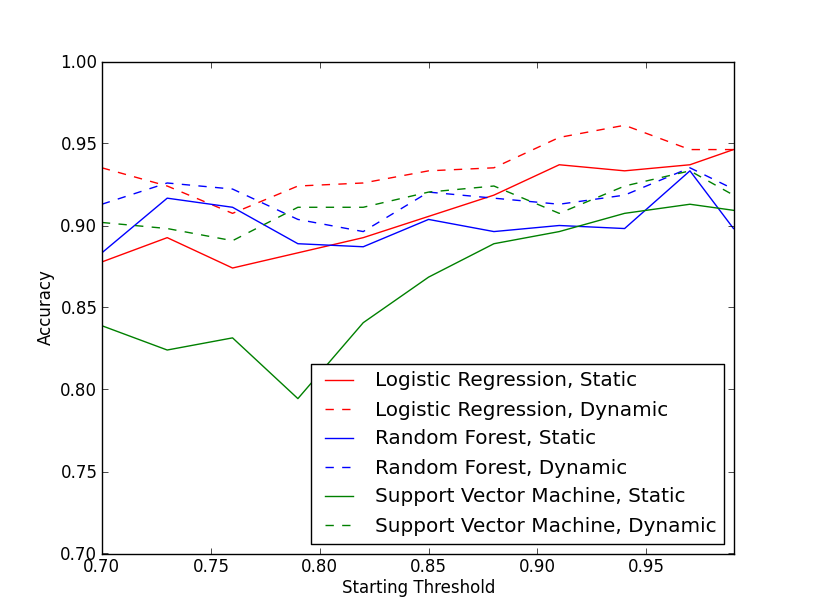 1.00
0.95
0.90
0.85
0.80
0.75
0.70
Accuracy
Logistic Regression, Static
Logistic Regression, Dynamic
Random Forest, Static
Random Forest, Dynamic
Support Vector Machine, Static
Support Vector Machine, Dynamic
0.70 0.75 0.80 0.85 0.90 0.95
Starting Threshold